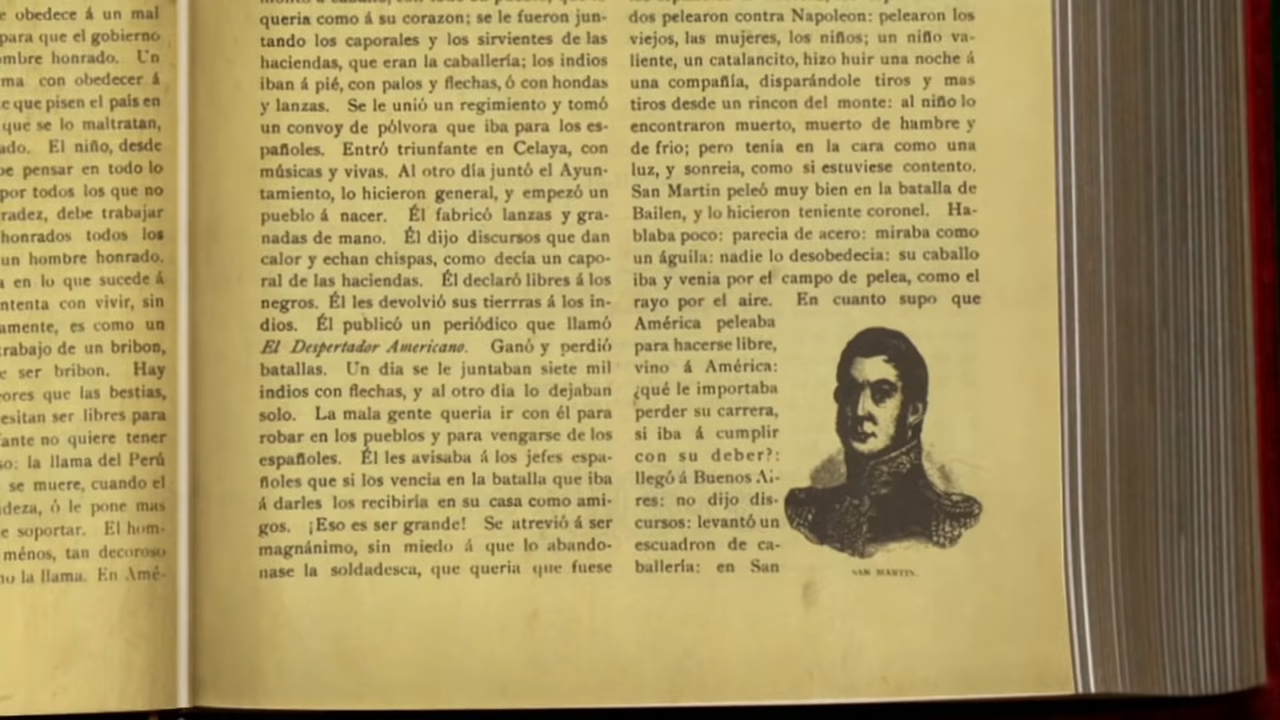 e obedece á un mal
para que el gobierno
ombre honrado. Un
ma con obedecer á
e que pisen el país en
que se lo maltratan,
ado. El niño, desde
be pensar en todo lo
por todos los que no
radez, debe trabajar
honrados todos los
un hombre honrado.
a en lo que sucede á
ntenta con vivir, sin
amente, es como un
trabajo de un bribon,
e ser bribon. Hay
eores que las bestias,
esitan ser libres para
fante no quiere tener
so: la llama del Perú
se muere, cuando el
ideza, ó le pone mas
e soportar. El hom-
ménos, tan decoroso
no la llama. En Amé-
queria como á su corazon; se le fueron jun-
tando los caporales y los sirvientes de las
haciendas, que eran la caballería; los indios
iban á pié, con palos y flechas, ó con hondas
y lanzas. Se le unió un regimiento y tomó
un convoy de pólvora que iba para los es-
pañoles. Entró triunfante en Celaya, con
músicas y vivas. Al otro día juntó el Ayun-
tamiento, lo hicieron general, y empezó un
pueblo á nacer. Él fabricó lanzas y gra-
nadas de mano. Él dijo discursos que dan
calor y echan chispas, como decía un capo-
ral de las haciendas. Él declaró libres á los
negros. Él les devolvió sus tierrras á los in-
dios. Él publicó un periódico que llamó
El Despertador Americano. Ganó y perdió
batallas. Un dia se le juntaban siete mil
indios con flechas, y al otro dia lo dejaban
solo. La mala gente queria ir con él para
robar en los pueblos y para vengarse de los
españoles. Él les avisaba á los jefes espa-
ñoles que si los vencia en la batalla que iba
á darles los recibiría en su casa como ami-
gos. ¡Eso es ser grande! Se atrevió á ser
magnánimo, sin miedo á que lo abando-
nase la soldadesca, que queria que fuese
dos pelearon contra Napoleon: pelearon los
viejos, las mujeres, los niños; un niño va-
liente, un catalancito, hizo huir una noche á
una compañía, disparándole tiros y mas
tiros desde un rincon del monte: al niño lo
encontraron muerto, muerto de hambre y
de frio; pero tenia en la cara como una
luz, y sonreia, como si estuviese contento.
San Martin peleó muy bien en la batalla de
Bailen, y lo hicieron teniente coronel. Ha-
blaba poco: parecia de acero: miraba como
un águila: nadie lo desobedecia: su caballo
iba y venia por el campo de pelea, como el
rayo por el aire. En cuanto supo que
América peleaba
para hacerse libre,
vino á América:
¿qué le importaba
perder su carrera,
si iba á cumplir
con su deber?:
llegó á Buenos Ai-
res: no dijo dis-
cursos: levantó un
escuadron de ca-
ballería: en San
SAN MARTIN.